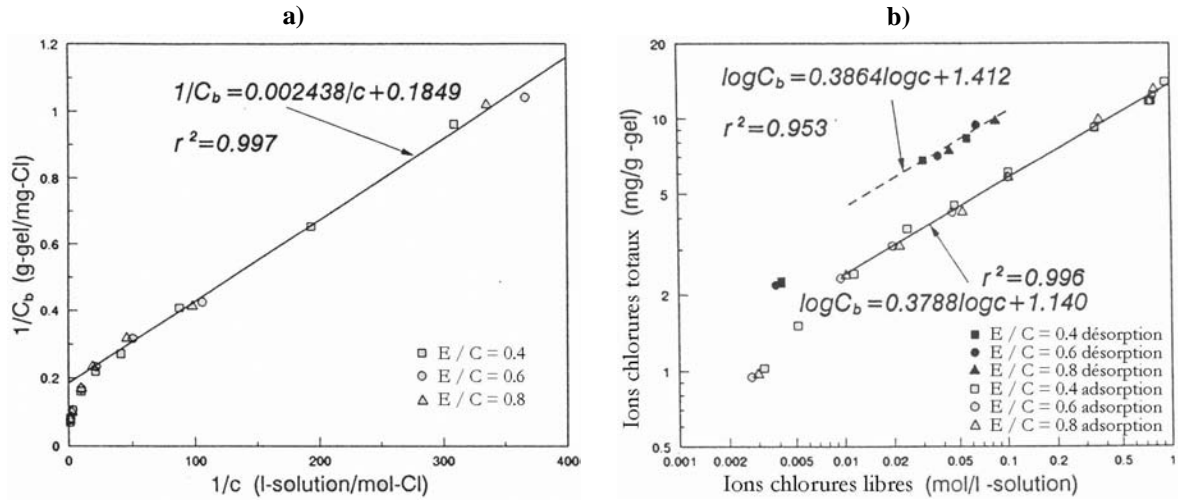 a)
1.2
1
0.8
0.6
0.4
0.2
0
0
100
200
300
400
1/C_b (g-gel/mg-Cl)
1/c (l-solution/mol-Cl)
1/C_b=0.002438/c+0.1849
r²=0.997
E / C = 0.4
E / C = 0.6
E / C = 0.8
b)
20
10
5
2
1
0.5
0.001
0.002
0.005
0.01
0.02
0.05
0.1
0.2
0.5
1
Ions chlorures totaux (mg/g -gel)
Ions chlorures libres (mol/l -solution)
logC_b=0.3864logc+1.412
r²=0.953
r²=0.996
logC_b=0.3788logc+1.140
E / C = 0.4 désorption
E / C = 0.6 désorption
E / C = 0.8 désorption
E / C = 0.4 adsorption
E / C = 0.6 adsorption
E / C = 0.8 adsorption